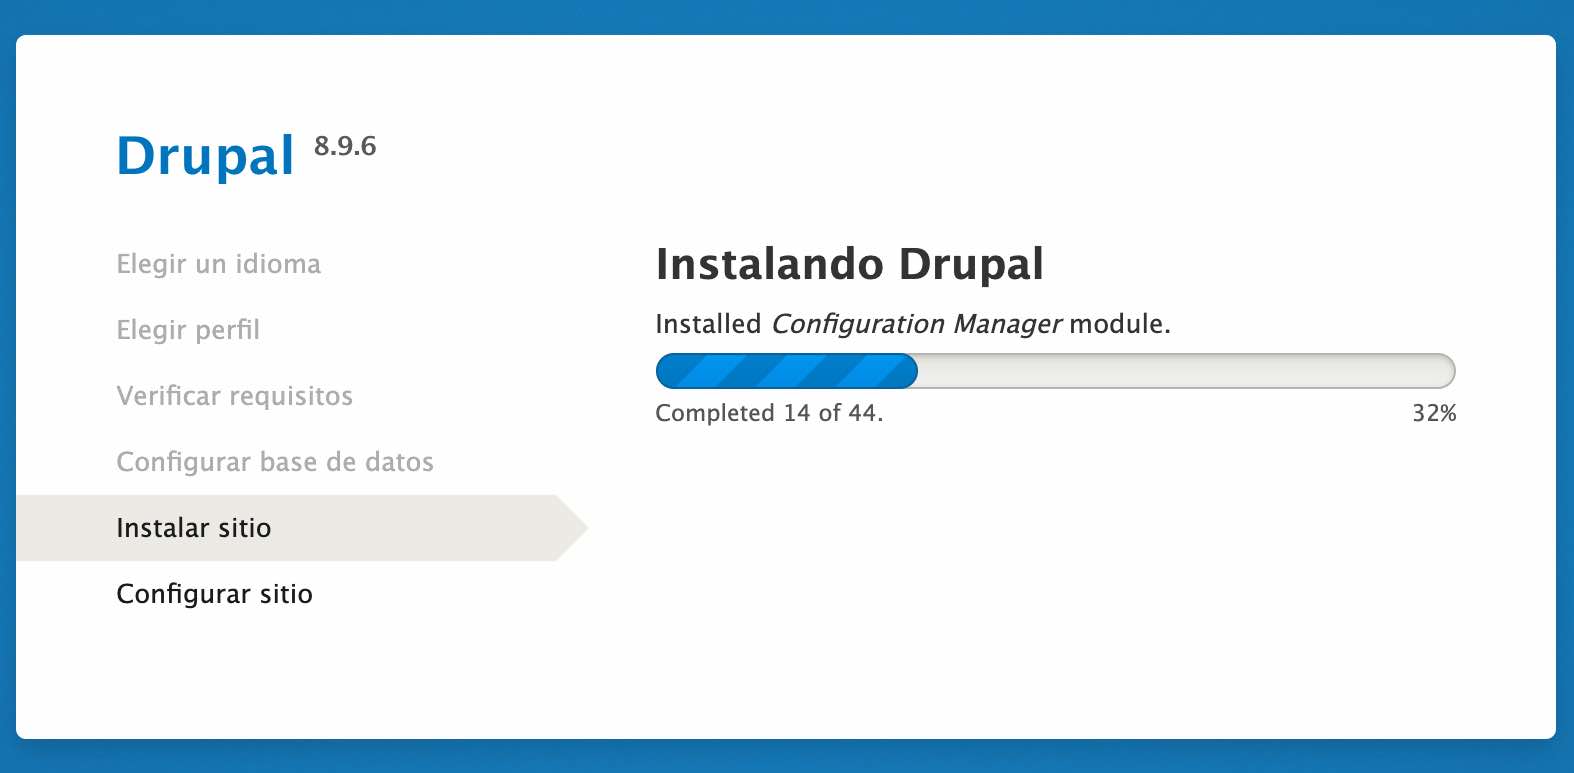 Drupal 8.9.6
Elegir un idioma
Elegir perfil
Verificar requisitos
Configurar base de datos
Instalar sitio
Configurar sitio
Instalando Drupal
Installed Configuration Manager module.
Completed 14 of 44.
32%